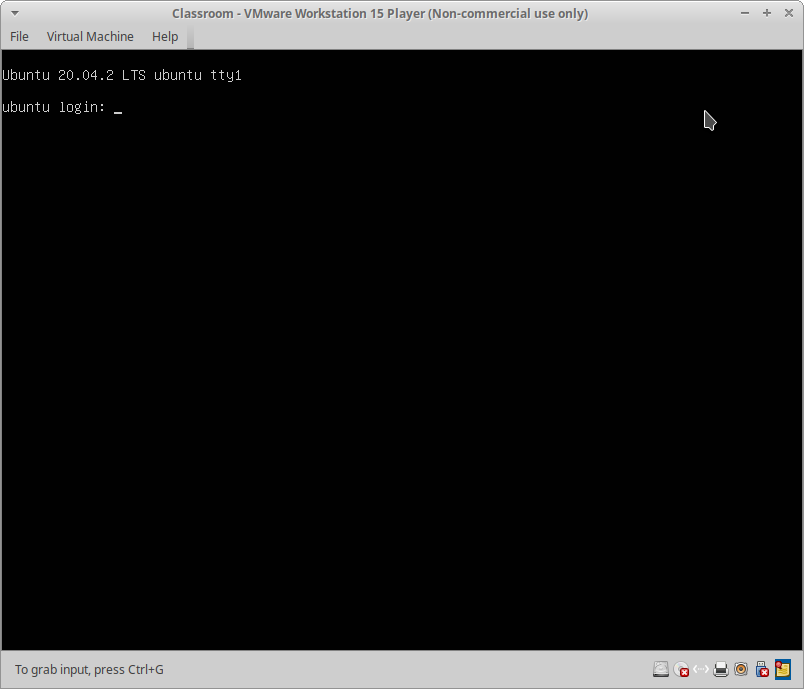 Classroom - VMware Workstation 15 Player (Non-commercial use only)
File Virtual Machine Help
Ubuntu 20.04.2 LTS ubuntu tty1
ubuntu login: _
To grab input, press Ctrl+G